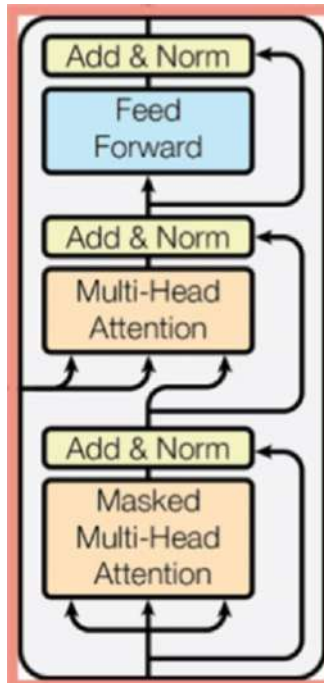 Add & Norm
Feed
Forward
Add & Norm
Multi-Head
Attention
Add & Norm
Masked
Multi-Head
Attention